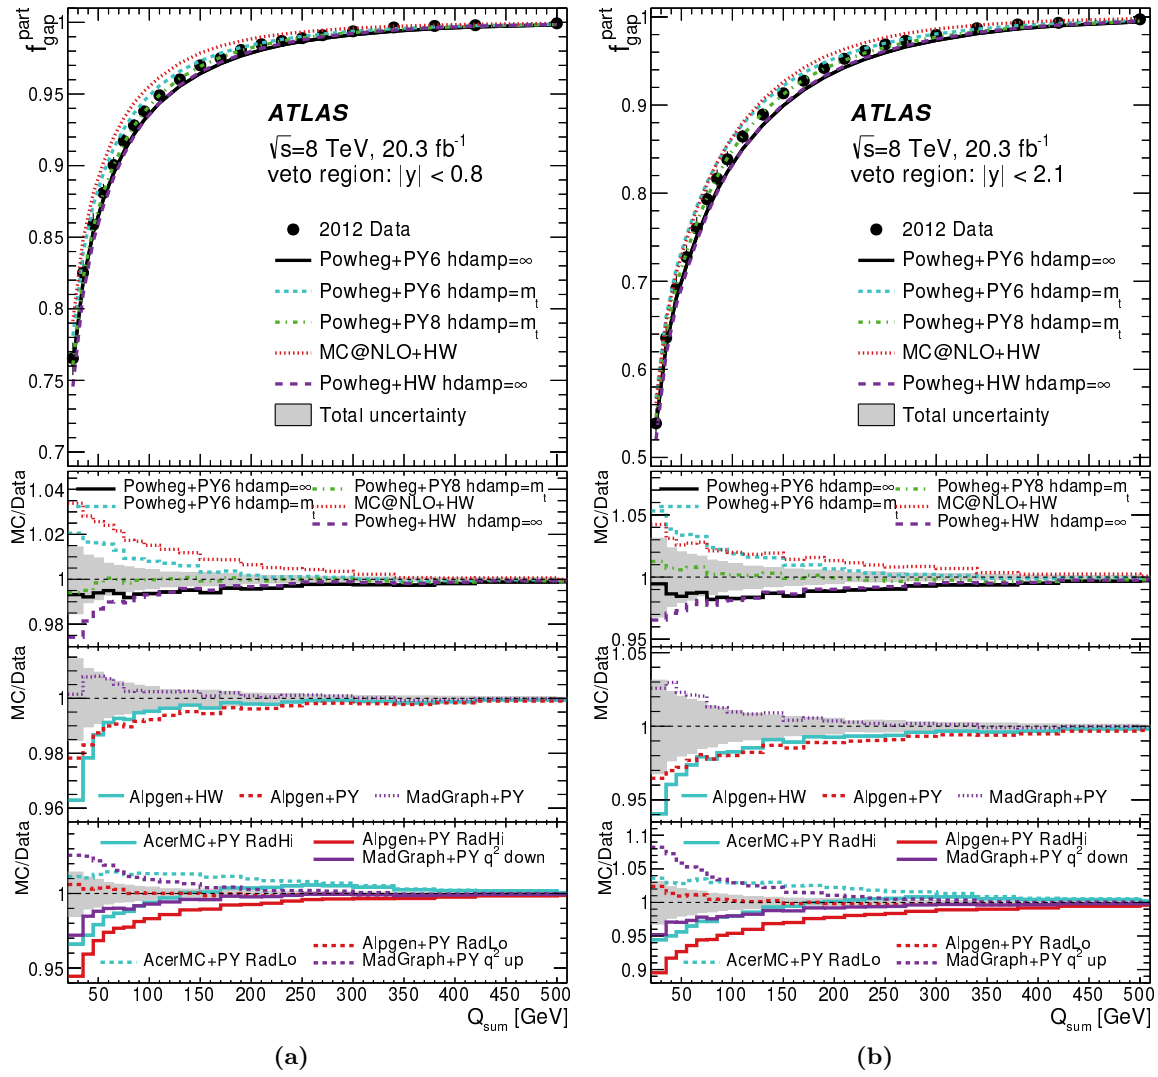 f_gap^part
1
0.95
0.9
0.85
0.8
0.75
0.7
ATLAS
√s=8 TeV, 20.3 fb⁻¹
veto region: |y| < 0.8
2012 Data
Powheg+PY6 hdamp=∞
Powheg+PY6 hdamp=m_t
Powheg+PY8 hdamp=m_t
MC@NLO+HW
Powheg+HW hdamp=∞
Total uncertainty
MC/Data
1.04
1.02
1
0.98
Powheg+PY6 hdamp=∞
Powheg+PY6 hdamp=m_t
Powheg+PY8 hdamp=m_t
MC@NLO+HW
Powheg+HW hdamp=∞
MC/Data
1
0.98
0.96
Alpgen+HW Alpgen+PY MadGraph+PY
MC/Data
1
0.95
AcerMC+PY RadHi
Alpgen+PY RadHi
MadGraph+PY q² down
Alpgen+PY RadLo
AcerMC+PY RadLo
MadGraph+PY q² up
50 100 150 200 250 300 350 400 450 500
Q_sum [GeV]
(a)
f_gap^part
1
0.9
0.8
0.7
0.6
0.5
ATLAS
√s=8 TeV, 20.3 fb⁻¹
veto region: |y| < 2.1
2012 Data
Powheg+PY6 hdamp=∞
Powheg+PY6 hdamp=m_t
Powheg+PY8 hdamp=m_t
MC@NLO+HW
Powheg+HW hdamp=∞
Total uncertainty
MC/Data
1.05
1
0.95
Powheg+PY6 hdamp=∞
Powheg+PY6 hdamp=m_t
Powheg+PY8 hdamp=m_t
MC@NLO+HW
Powheg+HW hdamp=∞
MC/Data
1.05
1
0.95
Alpgen+HW Alpgen+PY MadGraph+PY
MC/Data
1.1
1.05
1
0.95
0.9
AcerMC+PY RadHi
Alpgen+PY RadHi
MadGraph+PY q² down
Alpgen+PY RadLo
AcerMC+PY RadLo
MadGraph+PY q² up
50 100 150 200 250 300 350 400 450 500
Q_sum [GeV]
(b)